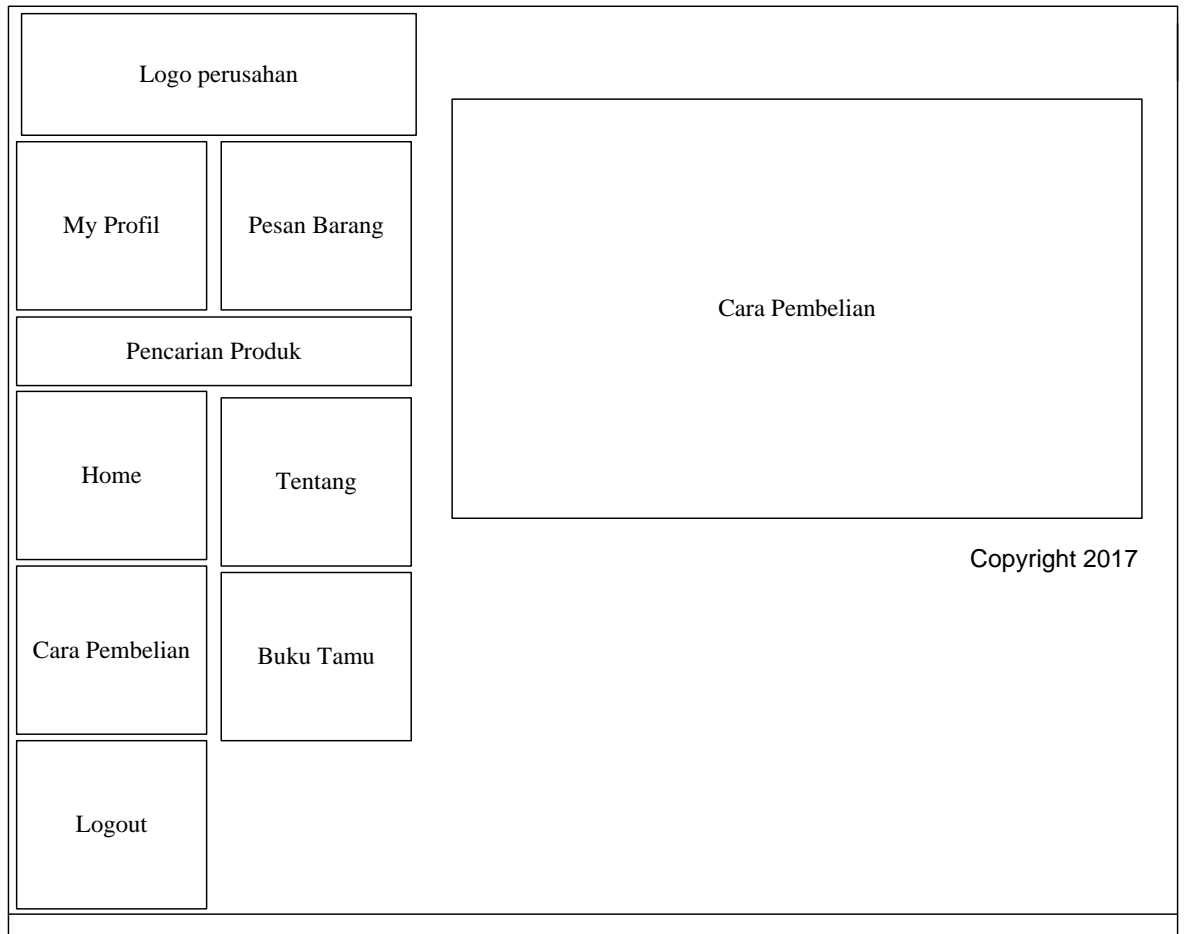 Logo perusahan
My Profil
Pesan Barang
Pencarian Produk
Home
Tentang
Cara Pembelian
Buku Tamu
Logout
Cara Pembelian
Copyright 2017